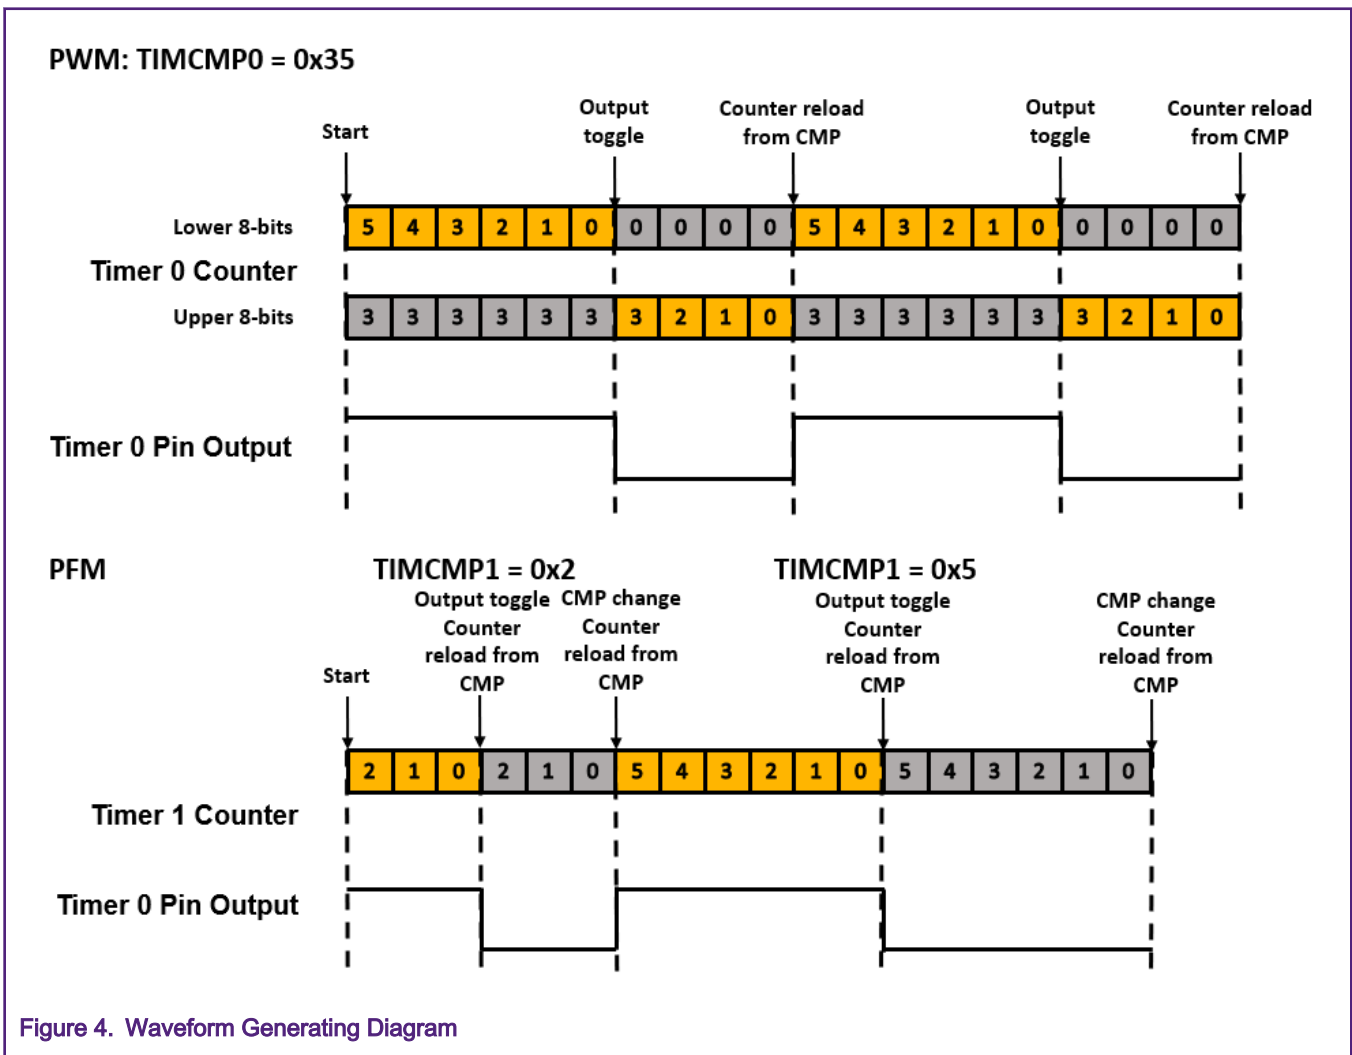 PWM: TIMCMP0 = 0x35
Start
Output
toggle
Counter reload
from CMP
Output
toggle
Counter reload
from CMP
Lower 8-bits
5 4 3 2 1 0 0 0 0 0 5 4 3 2 1 0 0 0 0 0
Timer 0 Counter
Upper 8-bits
3 3 3 3 3 3 3 2 1 0 3 3 3 3 3 3 3 2 1 0
Timer 0 Pin Output
PFM
TIMCMP1 = 0x2
TIMCMP1 = 0x5
Start
Output toggle
Counter
reload from
CMP
CMP change
Counter
reload from
CMP
Output toggle
Counter
reload from
CMP
CMP change
Counter
reload from
CMP
2 1 0 2 1 0 5 4 3 2 1 0 5 4 3 2 1 0
Timer 1 Counter
Timer 0 Pin Output
Figure 4. Waveform Generating Diagram